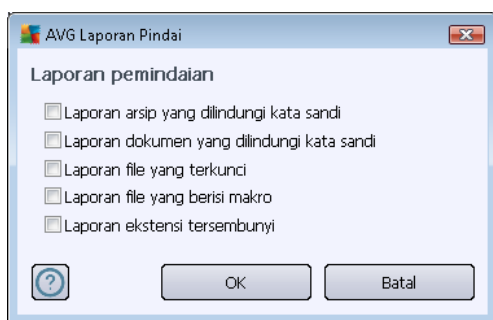 AVG Laporan Pindai
Laporan pemindaian
Laporan arsip yang dilindungi kata sandi
Laporan dokumen yang dilindungi kata sandi
Laporan file yang terkunci
Laporan file yang berisi makro
Laporan ekstensi tersembunyi
? OK Batal